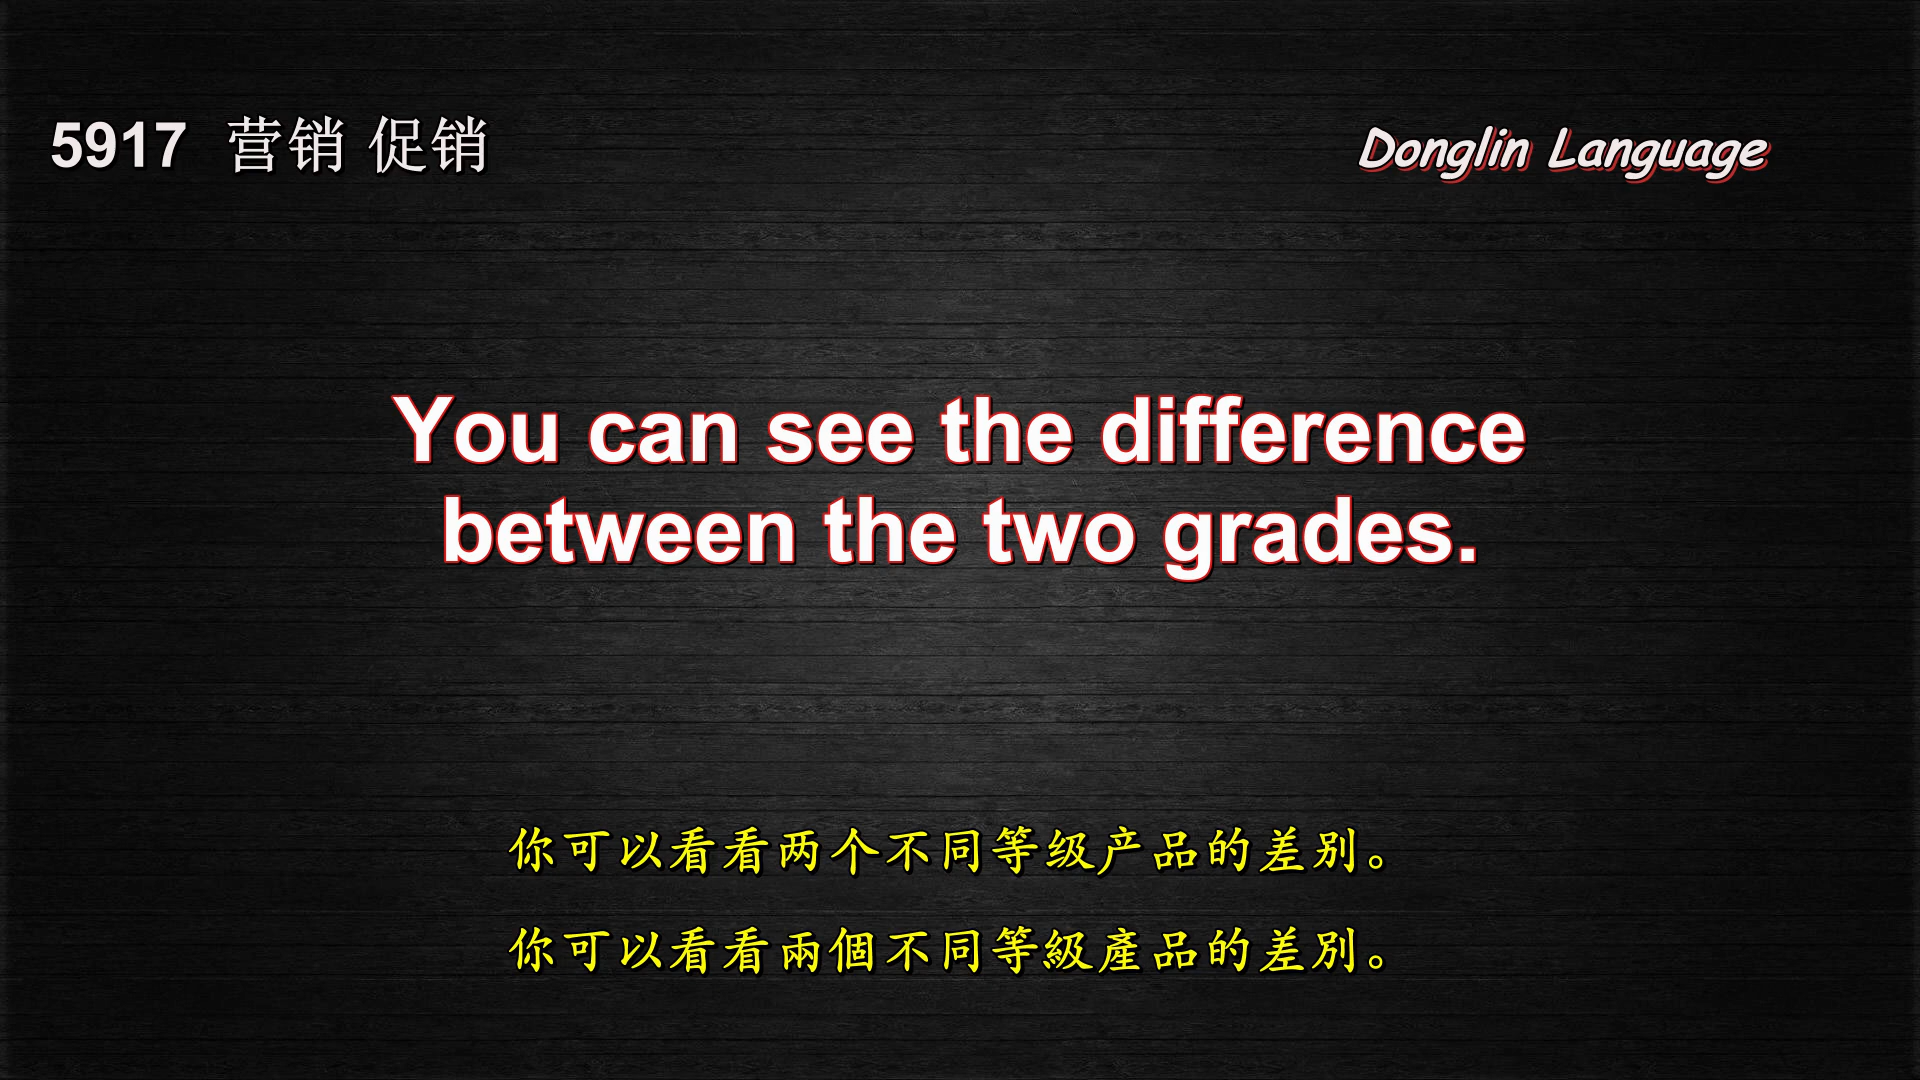 5917 营销 促销
Donglin Language
You can see the difference
between the two grades.
你可以看看两个不同等级产品的差别。
你可以看看兩個不同等級產品的差別。